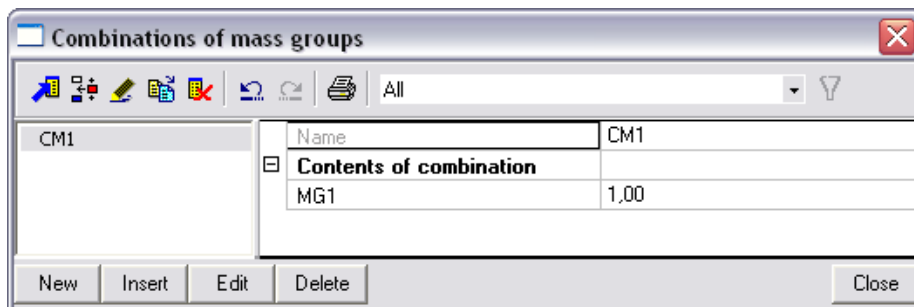 Combinations of mass groups
All
CM1
Name CM1
Contents of combination
MG1 1,00
New Insert Edit Delete Close